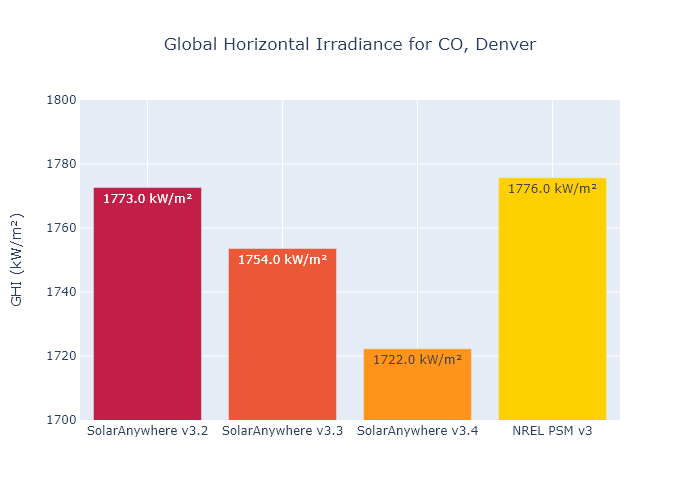 Global Horizontal Irradiance for CO, Denver
GHI (kW/m²)
1800
1780
1760
1740
1720
1700
1773.0 kW/m²
1754.0 kW/m²
1722.0 kW/m²
1776.0 kW/m²
SolarAnywhere v3.2
SolarAnywhere v3.3
SolarAnywhere v3.4
NREL PSM v3